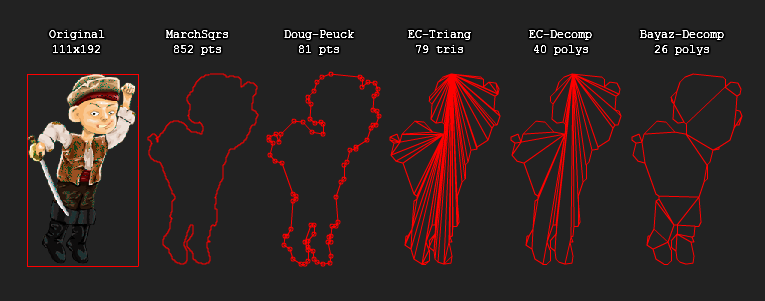 Original
111x192
MarchSqrs
852 pts
Doug-Peuck
81 pts
EC-Triang
79 tris
EC-Decomp
40 polys
Bayaz-Decomp
26 polys